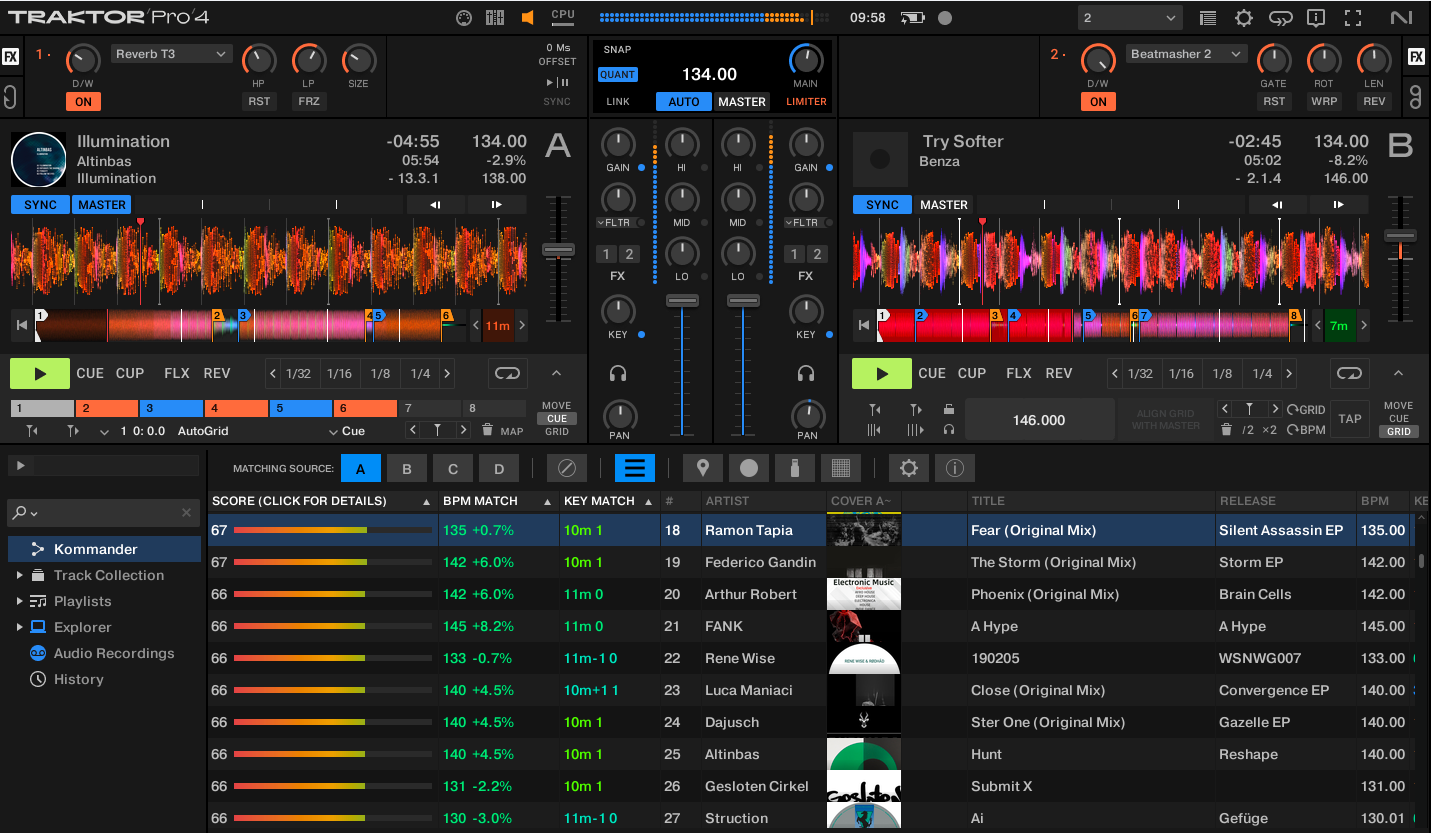 TRAKTOR Pro 4
CPU
09:58
2
FX
1
Reverb T3
D/W
HP
LP
SIZE
ON
RST
FRZ
0 Ms
OFFSET
SYNC
SNAP
QUANT
134.00
LINK
AUTO
MASTER
MAIN
LIMITER
2
Beatmasher 2
D/W
GATE
ROT
LEN
ON
RST
WRP
REV
FX
Illumination
Altinbas
Illumination
-04:55
05:54
- 13.3.1
134.00
-2.9%
138.00
A
SYNC
MASTER
1
2
3
4
5
6
11m
CUE
CUP
FLX
REV
1/32
1/16
1/8
1/4
1
2
3
4
5
6
7
8
MOVE
CUE
GRID
1 0: 0.0
AutoGrid
Cue
MAP
GAIN
HI
HI
GAIN
FLTR
MID
MID
FLTR
1
2
LO
LO
1
2
FX
FX
KEY
KEY
PAN
PAN
Try Softer
Benza
-02:45
05:02
- 2.1.4
134.00
-8.2%
146.00
B
SYNC
MASTER
1
2
3
4
5
6
7
8
7m
CUE
CUP
FLX
REV
1/32
1/16
1/8
1/4
146.000
ALIGN GRID
WITH MASTER
GRID
/2
×2
BPM
TAP
MOVE
CUE
GRID
MATCHING SOURCE:
A
B
C
D
Kommander
Track Collection
Playlists
Explorer
Audio Recordings
History
SCORE (CLICK FOR DETAILS) BPM MATCH KEY MATCH # ARTIST COVER A~ TITLE RELEASE BPM KE
67 135 +0.7% 10m 1 18 Ramon Tapia Fear (Original Mix) Silent Assassin EP 135.00
67 142 +6.0% 10m 1 19 Federico Gandin The Storm (Original Mix) Storm EP 142.00
66 142 +6.0% 11m 0 20 Arthur Robert Electronic Music Phoenix (Original Mix) Brain Cells 142.00
66 145 +8.2% 11m 0 21 FANK A Hype A Hype 145.00
66 133 -0.7% 11m-1 0 22 Rene Wise RENE WISE & REDHÃD 190205 WSNWG007 133.00
66 140 +4.5% 10m+1 1 23 Luca Maniaci Close (Original Mix) Convergence EP 140.00
66 140 +4.5% 10m 1 24 Dajusch Ster One (Original Mix) Gazelle EP 140.00
66 140 +4.5% 10m 1 25 Altinbas Hunt Reshape 140.00
66 131 -2.2% 10m 1 26 Gesloten Cirkel Submit X 131.00
66 130 -3.0% 11m-1 0 27 Struction Ai Gefüge 130.01